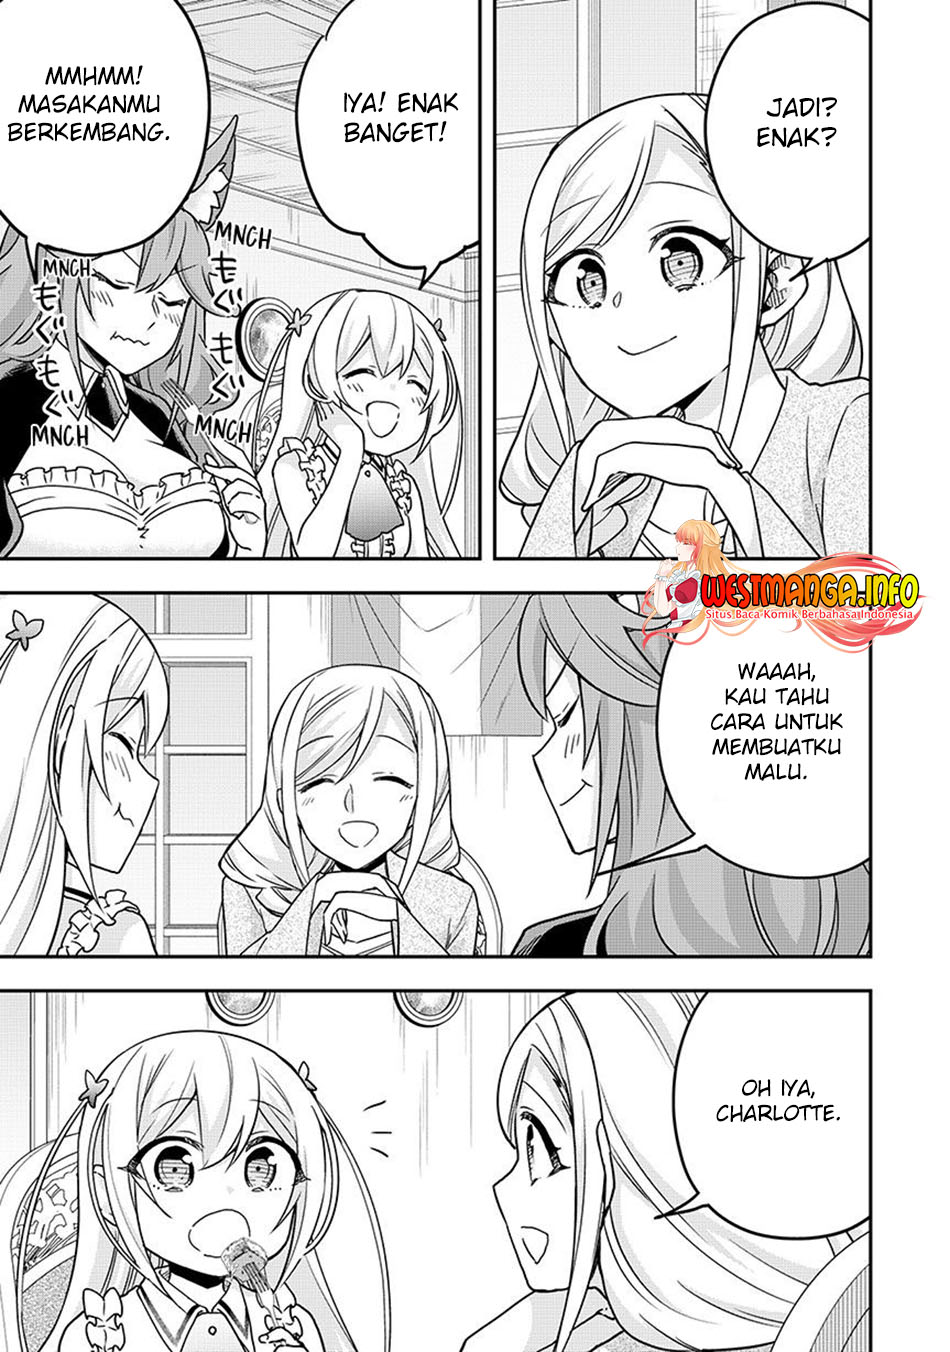 JADI?
ENAK?
IYA! ENAK
BANGET!
MMHMM!
MASAKANMU
BERKEMBANG.
MNCH
もぐもぐ
MNCH
MNCH
もぐもぐ
MNCH
WESTMANGA.INFO
Situs Baca Komik Berbahasa Indonesia
WAAAH,
KAU TAHU
CARA UNTUK
MEMBUATKU
MALU.
OH IYA,
CHARLOTTE.